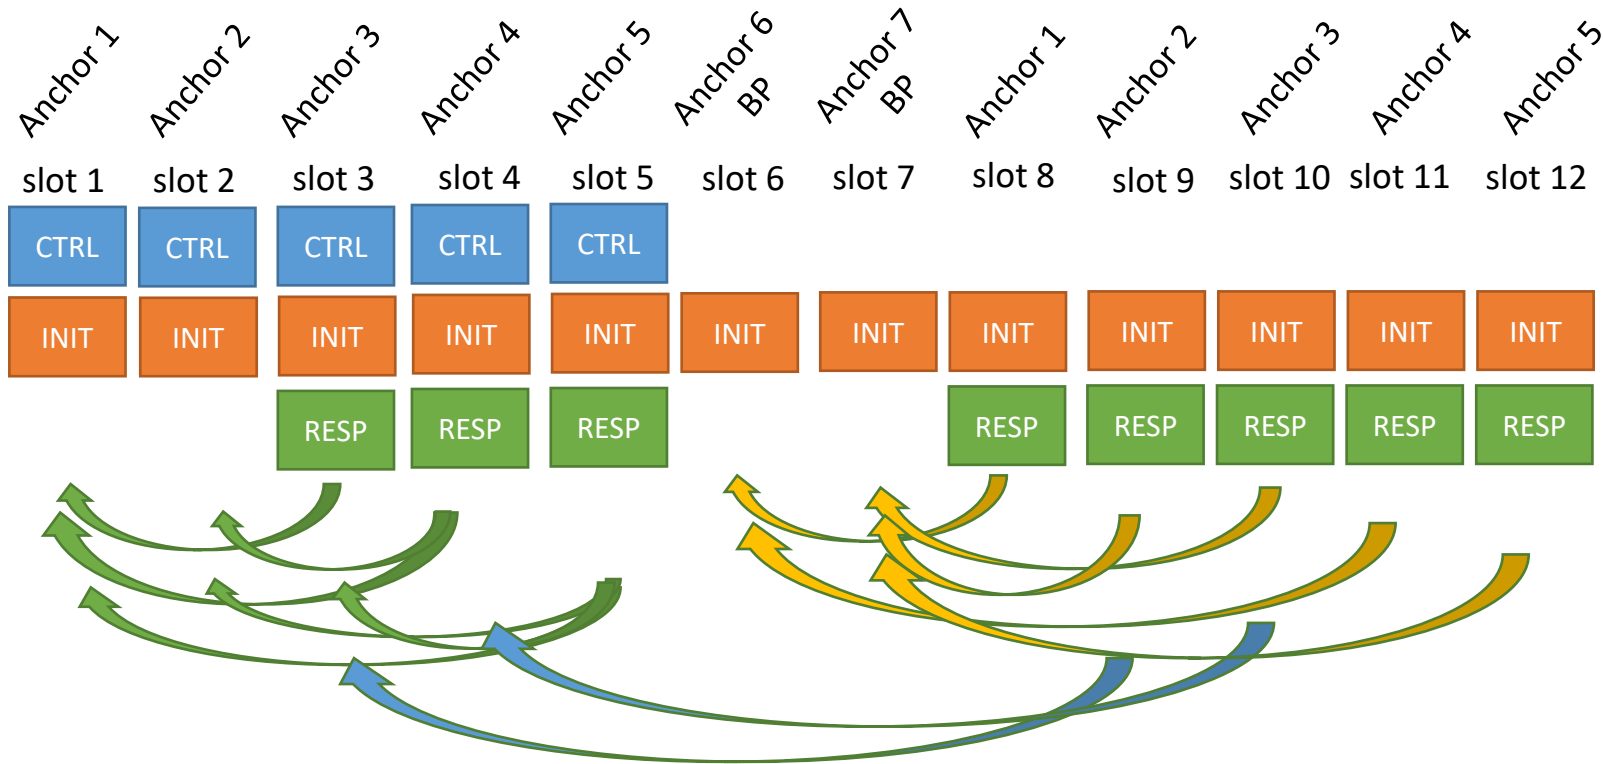 Anchor 1
Anchor 2
Anchor 3
Anchor 4
Anchor 5
Anchor 6
BP
Anchor 7
BP
Anchor 1
Anchor 2
Anchor 3
Anchor 4
Anchor 5
slot 1 slot 2 slot 3 slot 4 slot 5 slot 6 slot 7 slot 8 slot 9 slot 10 slot 11 slot 12
CTRL CTRL CTRL CTRL CTRL
INIT INIT INIT INIT INIT INIT INIT INIT INIT INIT INIT INIT
RESP RESP RESP RESP RESP RESP RESP RESP